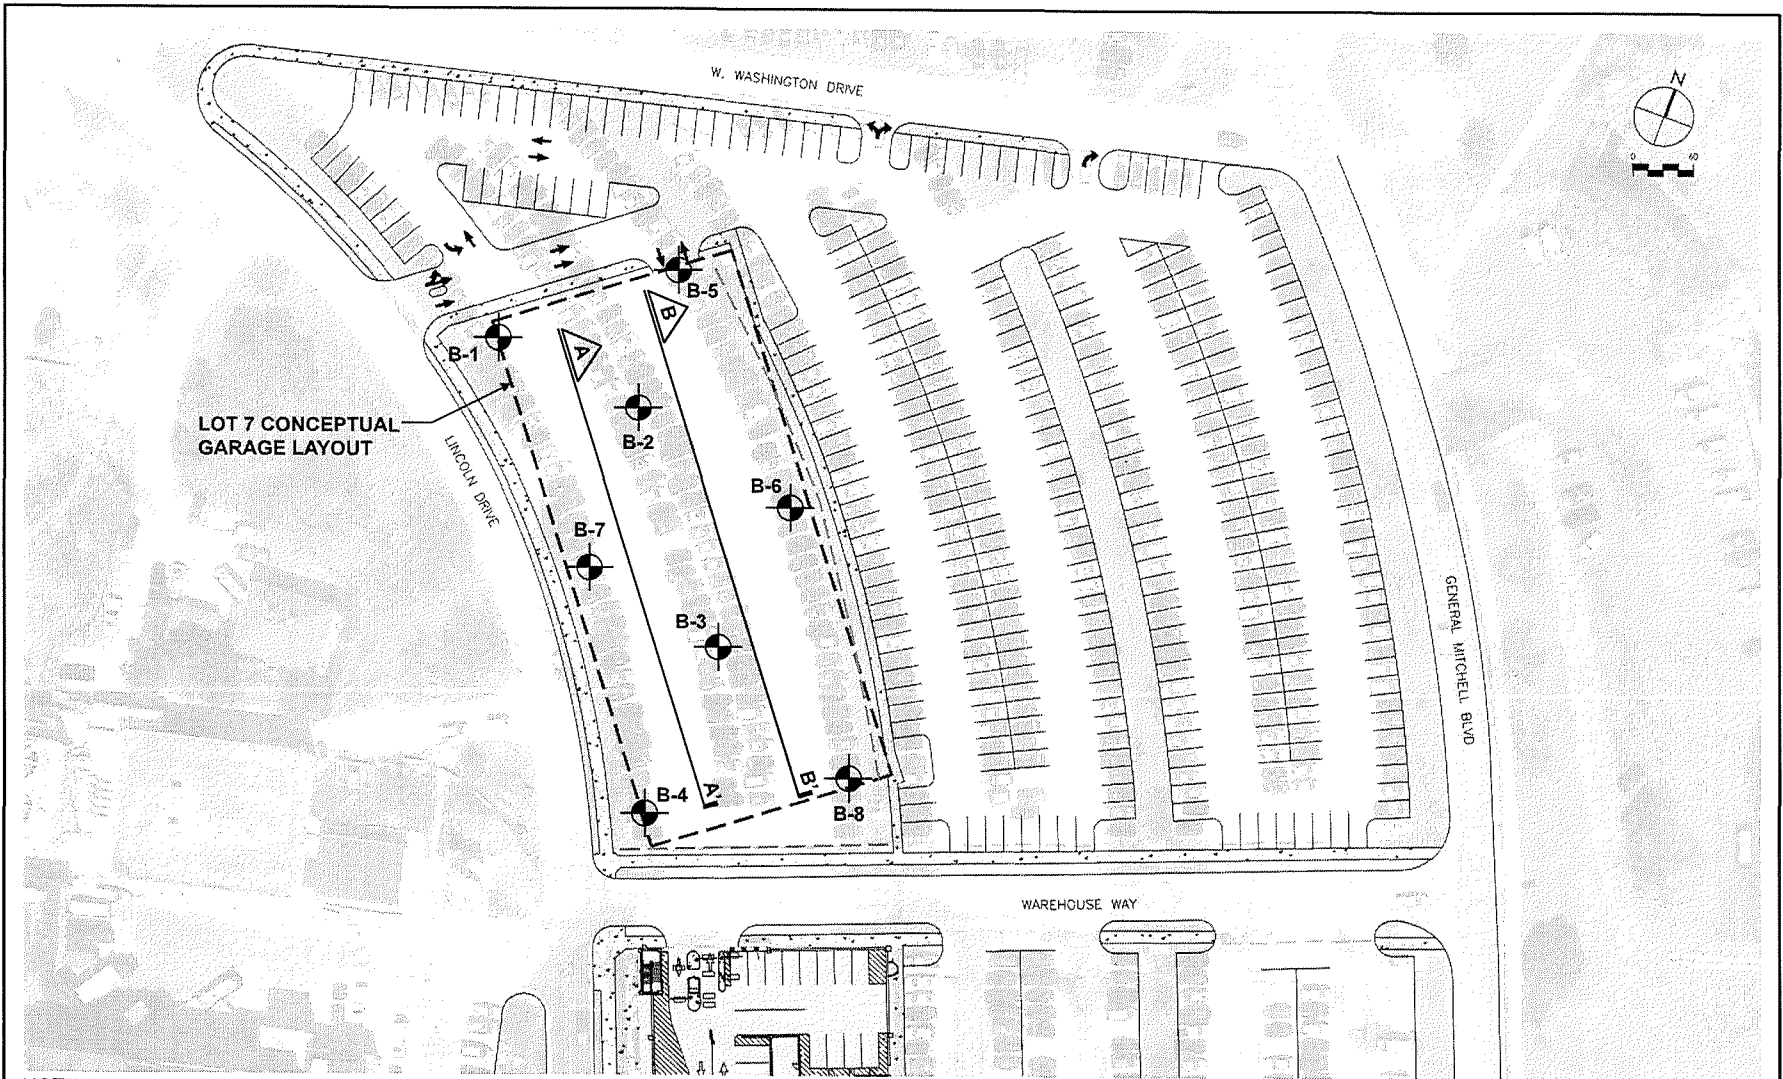 W. WASHINGTON DRIVE
N
0 60
B-5
B
B-1
A
LOT 7 CONCEPTUAL
GARAGE LAYOUT
B-2
LINCOLN DRIVE
B-6
B-7
GENERAL MITCHELL BLVD
B-3
B-4
A'
B'
B-8
WAREHOUSE WAY